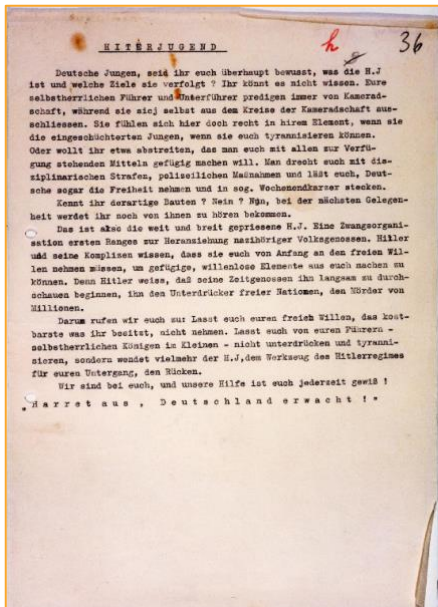 HITERJUGEND
h 36
Deutsche Jungen, seid ihr euch überhaupt bewusst, was die H.J
ist und welche Ziele sie verfolgt ? Ihr könnt es nicht wissen. Eure
selbstherrlichen Führer und Unterführer predigen immer von Kamerad-
schaft, während sie sicj selbst aus dem Kreise der Kameradschaft aus-
schliessen. Sie fühlen sich hier doch recht in hirem Element, wenn sie
die eingeschüchterten Jungen, wenn sie euch tyrannisieren können.
Oder wollt ihr etwa abstreiten, das man euch mit allen zur Verfü-
gung stehenden Mitteln gefügig machen will. Man droht euch mit dis-
ziplinarischen Strafen, polizeilichen Maßnahmen und läßt euch, Deut-
sche sogar die Freiheit nehmen und in sog. Wochenendkarzer stecken.
Kennt ihr derartige Bauten ? Nein ? Nun, bei der nächsten Gelegen-
heit werdet ihr noch von ihnen zu hören bekommen.
Das ist also die weit und breit gepriesene H.J. Eine Zwangsorgani-
sation ersten Ranges zur Heranziehung nazihöriger Volksgenossen. Hitler
und seine Komplicen wissen, dass sie euch von Anfang an den freien Wil-
len nehmen müssen, um gefügige, willenlose Elemente aus euch machen zu
können. Denn Hitler weiss, daß seine Zeitgenossen ihn langsam zu durch-
schauen beginnen, ihn den Unterdrücker freier Nationen, den Mörder von
Millionen.
Darum rufen wir euch zu: Lasst euch euren freien Willen, das kost-
barste was ihr besitzt, nicht nehmen. Lasst euch von euren Führern -
selbstherrlichen Königen im Kleinen - nicht unterdrücken und tyranni-
sieren, sondern wendet vielmehr der H.J,dem Werkzeug des Hitlerregimes
für euren Untergang, den Rücken.
Wir sind bei euch, und unsere Hilfe ist euch jederzeit gewiß !
„Harret aus , Deutschland erwacht !"